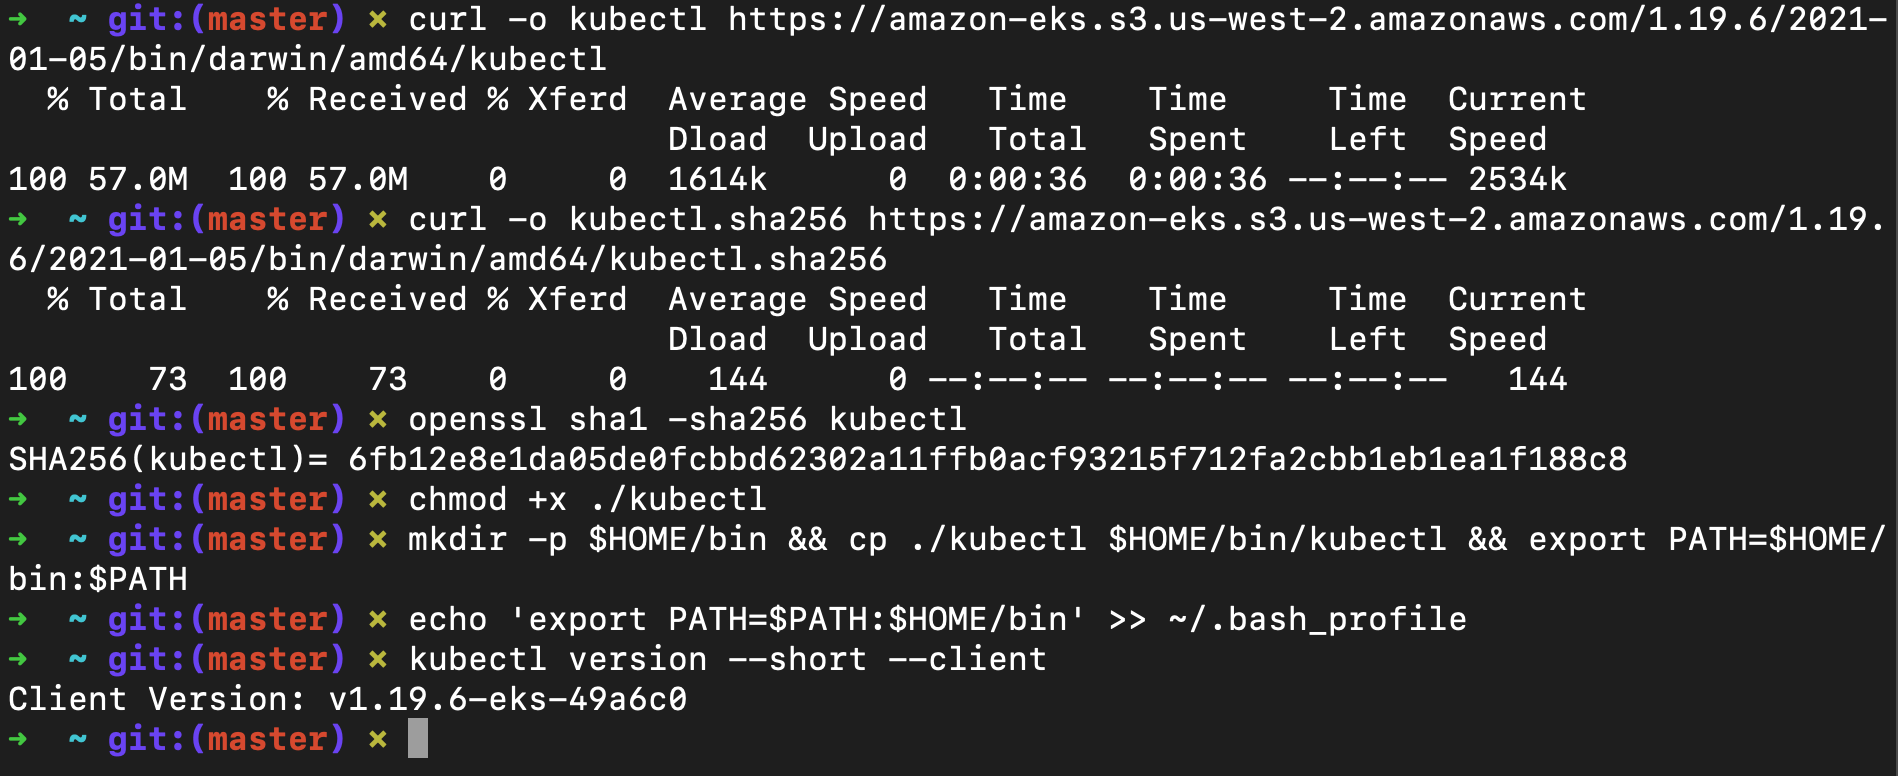 ➜  ~ git:(master) ✗ curl -o kubectl https://amazon-eks.s3.us-west-2.amazonaws.com/1.19.6/2021-
01-05/bin/darwin/amd64/kubectl
  % Total    % Received % Xferd  Average Speed   Time    Time     Time  Current
                                 Dload  Upload   Total   Spent    Left  Speed
100 57.0M  100 57.0M    0     0  1614k      0  0:00:36  0:00:36 --:--:-- 2534k
➜  ~ git:(master) ✗ curl -o kubectl.sha256 https://amazon-eks.s3.us-west-2.amazonaws.com/1.19.
6/2021-01-05/bin/darwin/amd64/kubectl.sha256
  % Total    % Received % Xferd  Average Speed   Time    Time     Time  Current
                                 Dload  Upload   Total   Spent    Left  Speed
100    73  100    73    0     0    144      0 --:--:-- --:--:-- --:--:--   144
➜  ~ git:(master) ✗ openssl sha1 -sha256 kubectl
SHA256(kubectl)= 6fb12e8e1da05de0fcbbd62302a11ffb0acf93215f712fa2cbb1eb1ea1f188c8
➜  ~ git:(master) ✗ chmod +x ./kubectl
➜  ~ git:(master) ✗ mkdir -p $HOME/bin && cp ./kubectl $HOME/bin/kubectl && export PATH=$HOME/
bin:$PATH
➜  ~ git:(master) ✗ echo 'export PATH=$PATH:$HOME/bin' >> ~/.bash_profile
➜  ~ git:(master) ✗ kubectl version --short --client
Client Version: v1.19.6-eks-49a6c0
➜  ~ git:(master) ✗